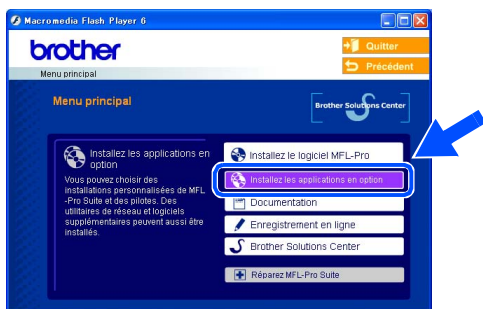 Macromedia Flash Player 6
brother
Quitter
Précédent
Menu principal
Menu principal
Brother Solutions Center
Installez les applications en
option
Vous pouvez choisir des
installations personnalisées de MFL
-Pro Suite et des pilotes. Des
utilitaires de réseau et logiciels
supplémentaires peuvent aussi être
installés.
Installez le logiciel MFL-Pro
Installez les applications en option
Documentation
Enregistrement en ligne
Brother Solutions Center
Réparez MFL-Pro Suite